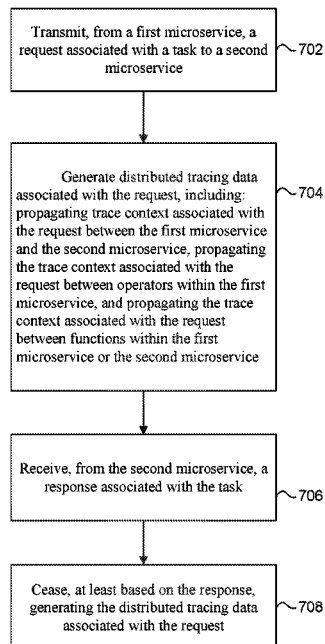 Transmit, from a first microservice, a
request associated with a task to a second
microservice
702
Generate distributed tracing data
associated with the request, including:
propagating trace context associated with
the request between the first microservice
and the second microservice, propagating
the trace context associated with the
request between operators within the first
microservice, and propagating the trace
context associated with the request
between functions within the first
microservice or the second microservice
704
Receive, from the second microservice, a
response associated with the task
706
Cease, at least based on the response,
generating the distributed tracing data
associated with the request
708